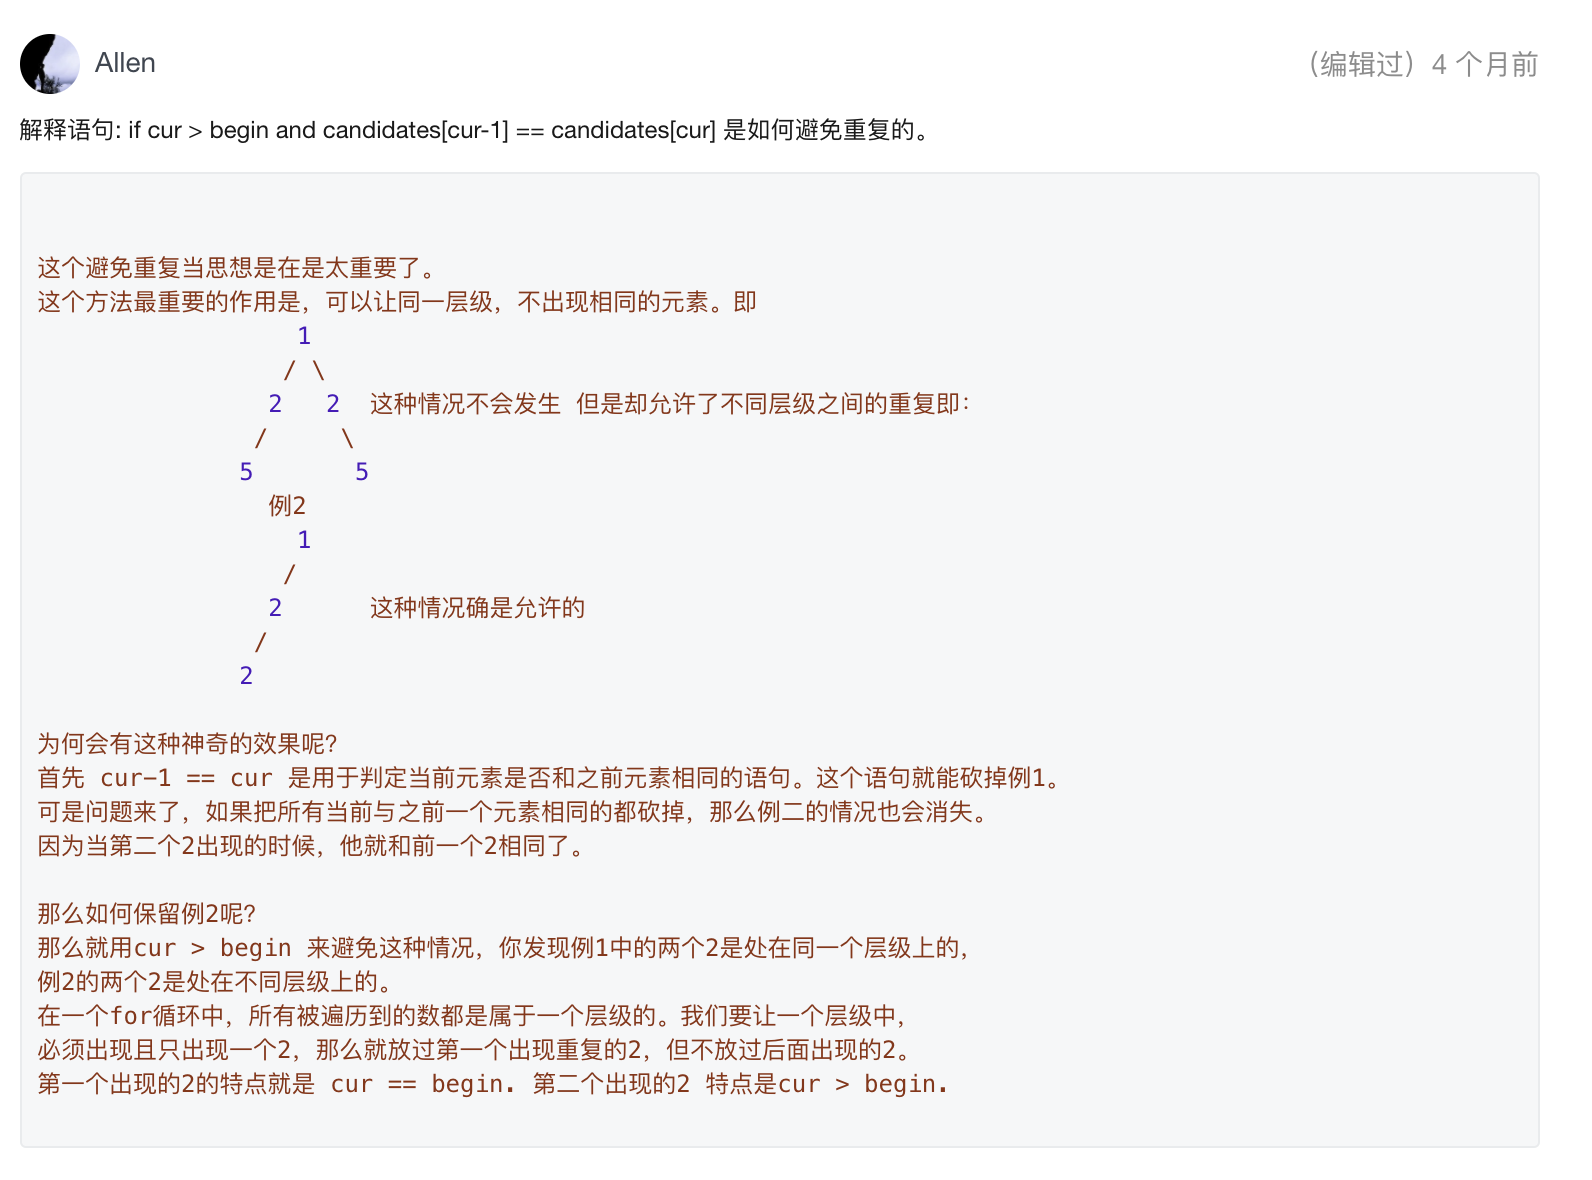 Allen
（编辑过）4 个月前
解释语句: if cur > begin and candidates[cur-1] == candidates[cur] 是如何避免重复的。
这个避免重复当思想是在是太重要了。
这个方法最重要的作用是，可以让同一层级，不出现相同的元素。即
1
/ \
2 2 这种情况不会发生 但是却允许了不同层级之间的重复即：
/ \
5 5
例2
1
/
2 这种情况确是允许的
/
2
为何会有这种神奇的效果呢？
首先 cur-1 == cur 是用于判定当前元素是否和之前元素相同的语句。这个语句就能砍掉例1。
可是问题来了，如果把所有当前与之前一个元素相同的都砍掉，那么例二的情况也会消失。
因为当第二个2出现的时候，他就和前一个2相同了。
那么如何保留例2呢？
那么就用cur > begin 来避免这种情况，你发现例1中的两个2是处在同一个层级上的，
例2的两个2是处在不同层级上的。
在一个for循环中，所有被遍历到的数都是属于一个层级的。我们要让一个层级中，
必须出现且只出现一个2，那么就放过第一个出现重复的2，但不放过后面出现的2。
第一个出现的2的特点就是 cur == begin. 第二个出现的2 特点是cur > begin.